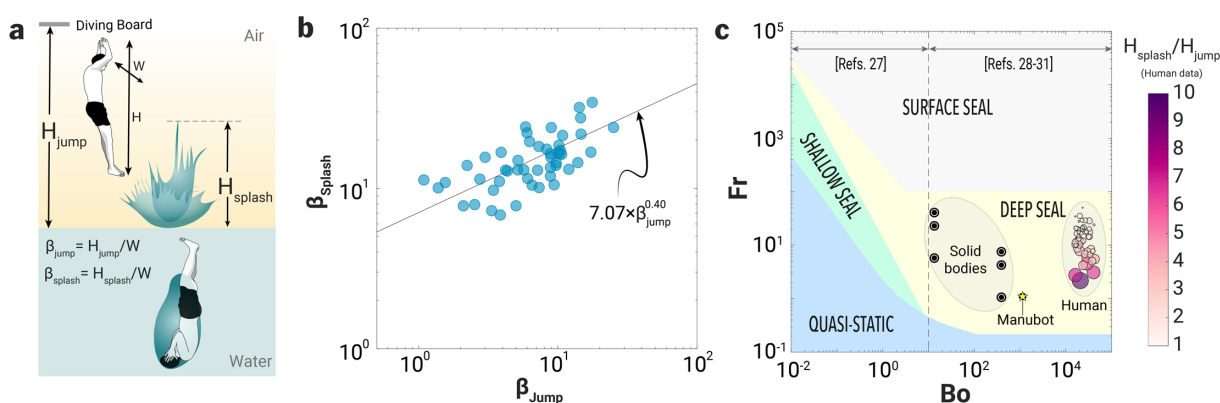 a
Diving Board
Air
W
H
H_jump
H_splash
β_jump = H_jump/W
β_splash = H_splash/W
Water
b
10^2
10^1
10^0
10^0
10^1
10^2
β_Splash
β_Jump
7.07×β_jump^0.40
c
10^5
10^3
10^1
10^-1
10^-2
10^0
10^2
10^4
Fr
Bo
[Refs. 27]
[Refs. 28-31]
SURFACE SEAL
SHALLOW SEAL
DEEP SEAL
QUASI-STATIC
Solid
bodies
Manubot
Human
H_splash/H_jump
(Human data)
10
9
8
7
6
5
4
3
2
1